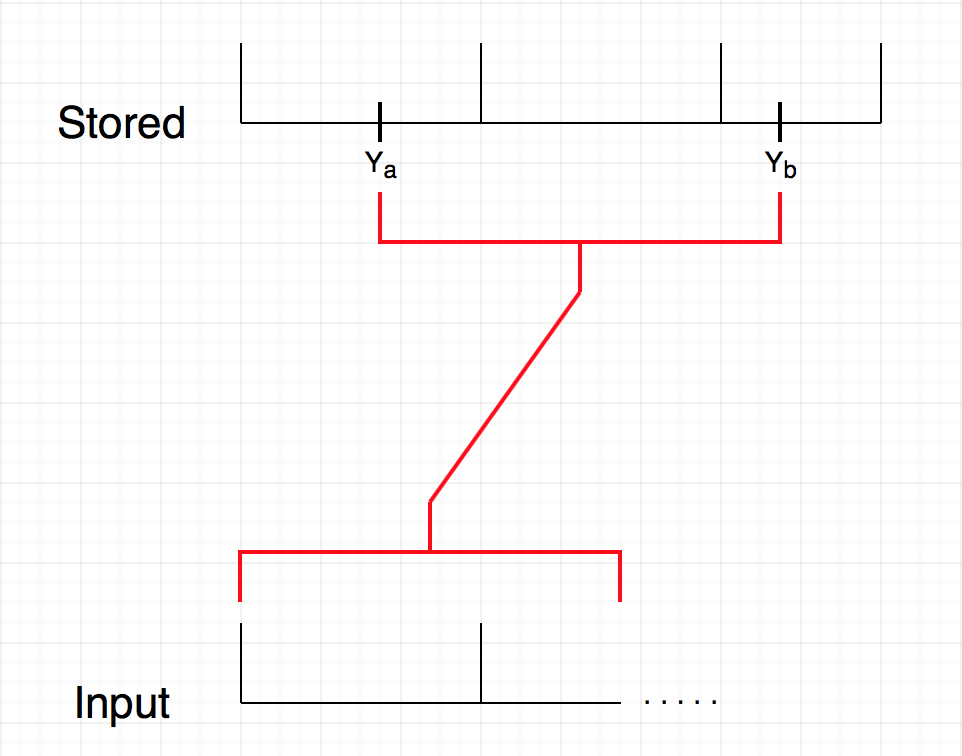 Stored
Ya Yb
Input .....